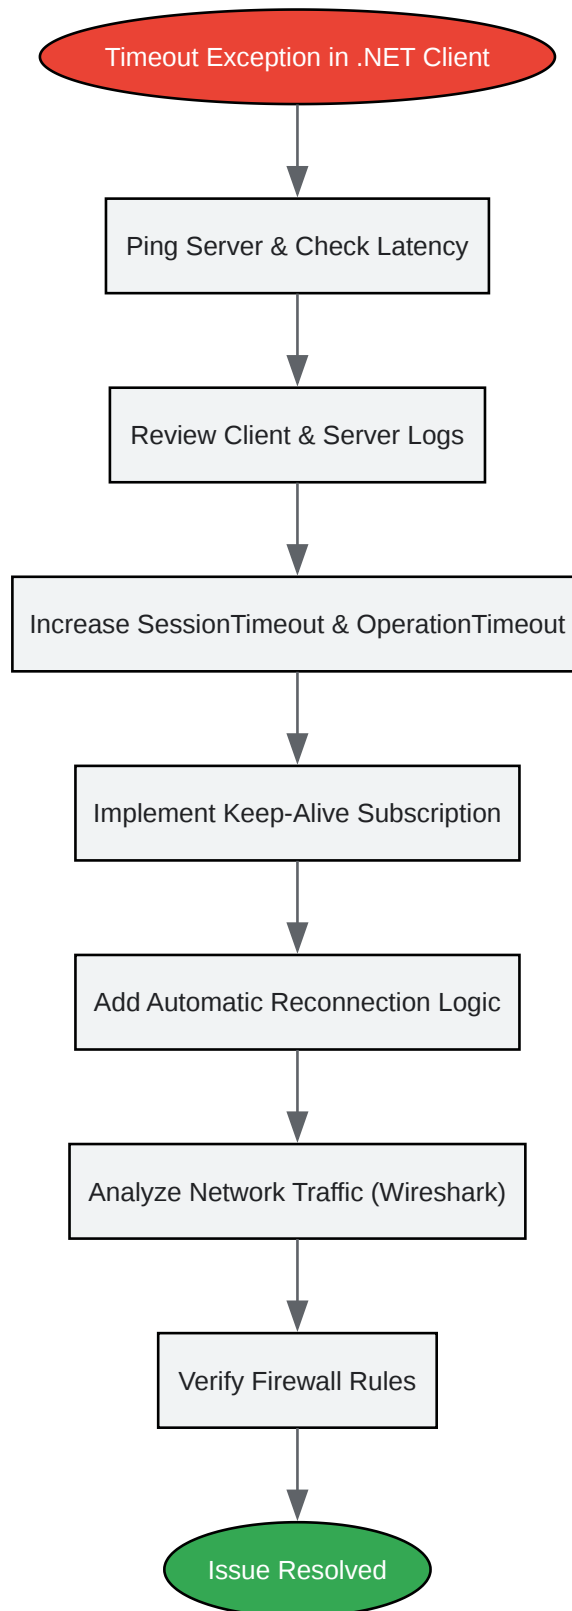 Timeout Exception in .NET Client
Ping Server & Check Latency
Review Client & Server Logs
Increase SessionTimeout & OperationTimeout
Implement Keep-Alive Subscription
Add Automatic Reconnection Logic
Analyze Network Traffic (Wireshark)
Verify Firewall Rules
Issue Resolved